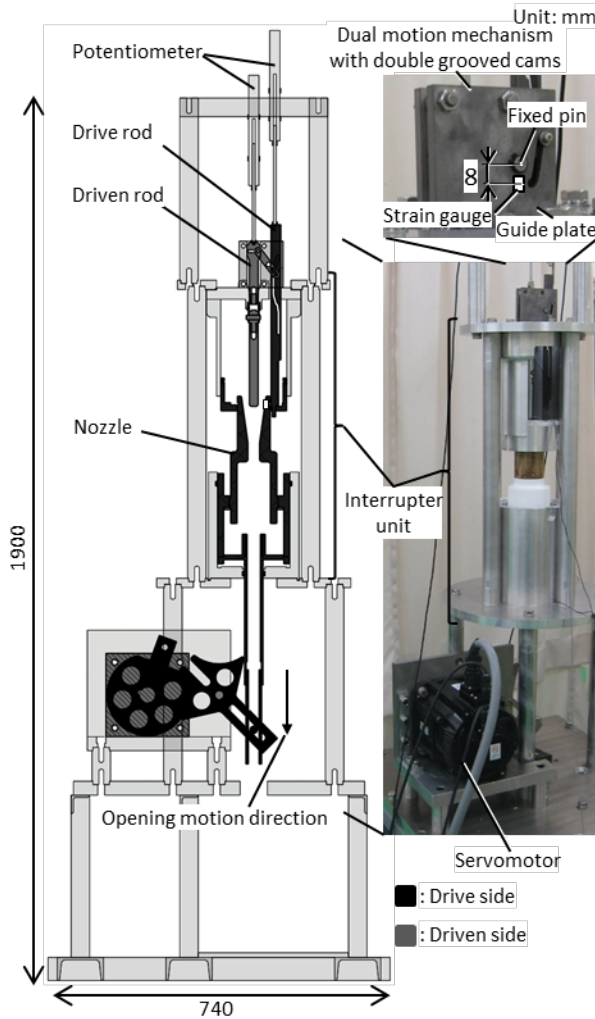 Unit: mm
Dual motion mechanism
with double grooved cams
Potentiometer
Fixed pin
Drive rod
8
Driven rod
Strain gauge
Guide plate
Nozzle
Interrupter
unit
1900
Opening motion direction
Servomotor
: Drive side
: Driven side
740